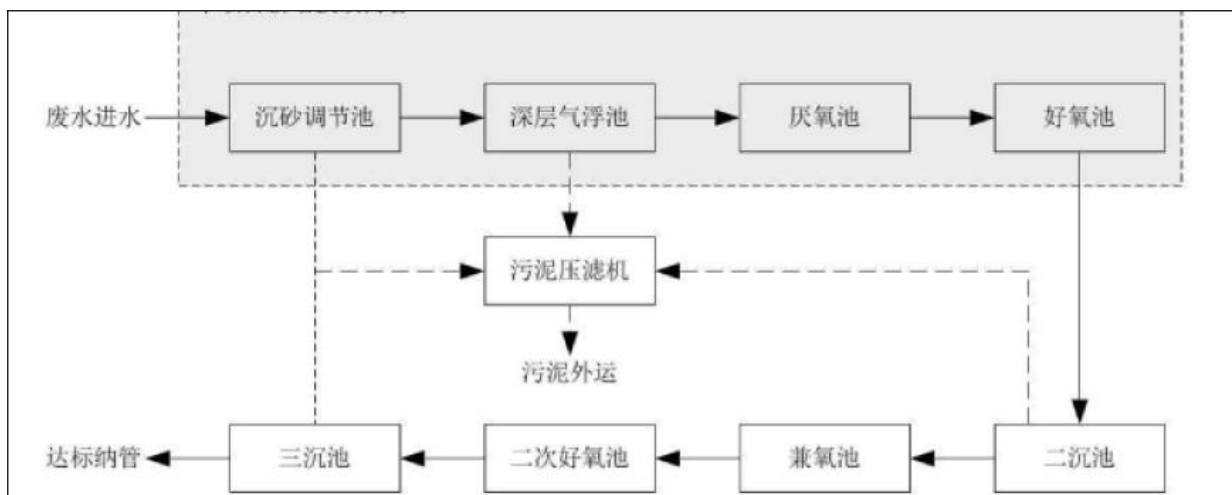 废水进水
沉砂调节池
深层气浮池
厌氧池
好氧池
污泥压滤机
污泥外运
达标纳管
三沉池
二次好氧池
兼氧池
二沉池